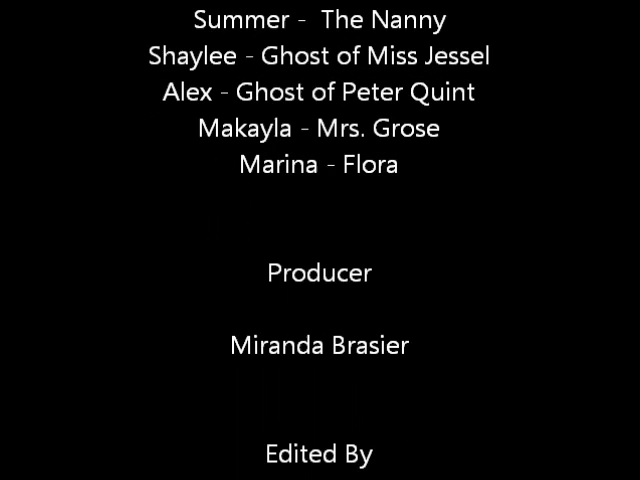 Summer -  The Nanny
Shaylee - Ghost of Miss Jessel
Alex - Ghost of Peter Quint
Makayla - Mrs. Grose
Marina - Flora
Producer
Miranda Brasier
Edited By